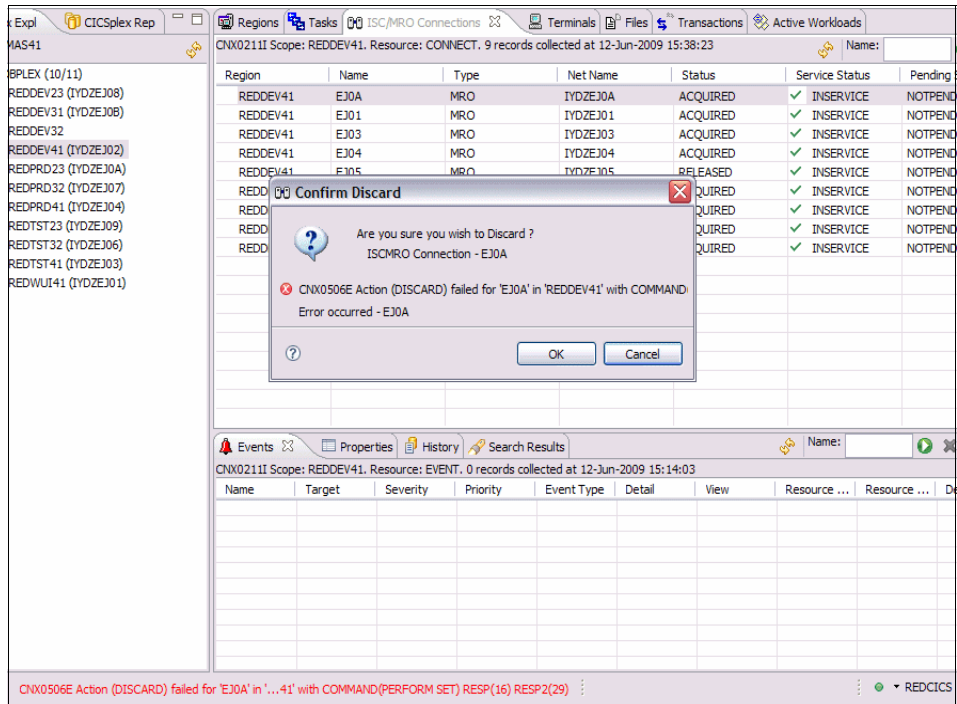 x Expl CICSplex Rep
MAS41
BPLEX (10/11)
REDDEV23 (IYDZEJ08)
REDDEV31 (IYDZEJ0B)
REDDEV32
REDDEV41 (IYDZEJ02)
REDPRD23 (IYDZEJ0A)
REDPRD32 (IYDZEJ07)
REDPRD41 (IYDZEJ04)
REDTST23 (IYDZEJ09)
REDTST32 (IYDZEJ06)
REDTST41 (IYDZEJ03)
REDWUI41 (IYDZEJ01)
Regions Tasks ISC/MRO Connections Terminals Files Transactions Active Workloads
CNX0211I Scope: REDDEV41. Resource: CONNECT. 9 records collected at 12-Jun-2009 15:38:23 Name:
Region Name Type Net Name Status Service Status Pending
REDDEV41 EJ0A MRO IYDZEJ0A ACQUIRED INSERVICE NOTPEND
REDDEV41 EJ01 MRO IYDZEJ01 ACQUIRED INSERVICE NOTPEND
REDDEV41 EJ03 MRO IYDZEJ03 ACQUIRED INSERVICE NOTPEND
REDDEV41 EJ04 MRO IYDZEJ04 ACQUIRED INSERVICE NOTPEND
REDDEV41 EJ05 MRO IYDZEJ05 RELEASED INSERVICE NOTPEND
REDD QUIRED INSERVICE NOTPEND
REDD QUIRED INSERVICE NOTPEND
REDD QUIRED INSERVICE NOTPEND
REDD QUIRED INSERVICE NOTPEND
Confirm Discard
Are you sure you wish to Discard ?
ISCMRO Connection - EJ0A
CNX0506E Action (DISCARD) failed for 'EJ0A' in 'REDDEV41' with COMMAND
Error occurred - EJ0A
OK Cancel
Events Properties History Search Results Name:
CNX0211I Scope: REDDEV41. Resource: EVENT. 0 records collected at 12-Jun-2009 15:14:03
Name Target Severity Priority Event Type Detail View Resource ... Resource ... De
CNX0506E Action (DISCARD) failed for 'EJ0A' in '...41' with COMMAND(PERFORM SET) RESP(16) RESP2(29) REDCICS